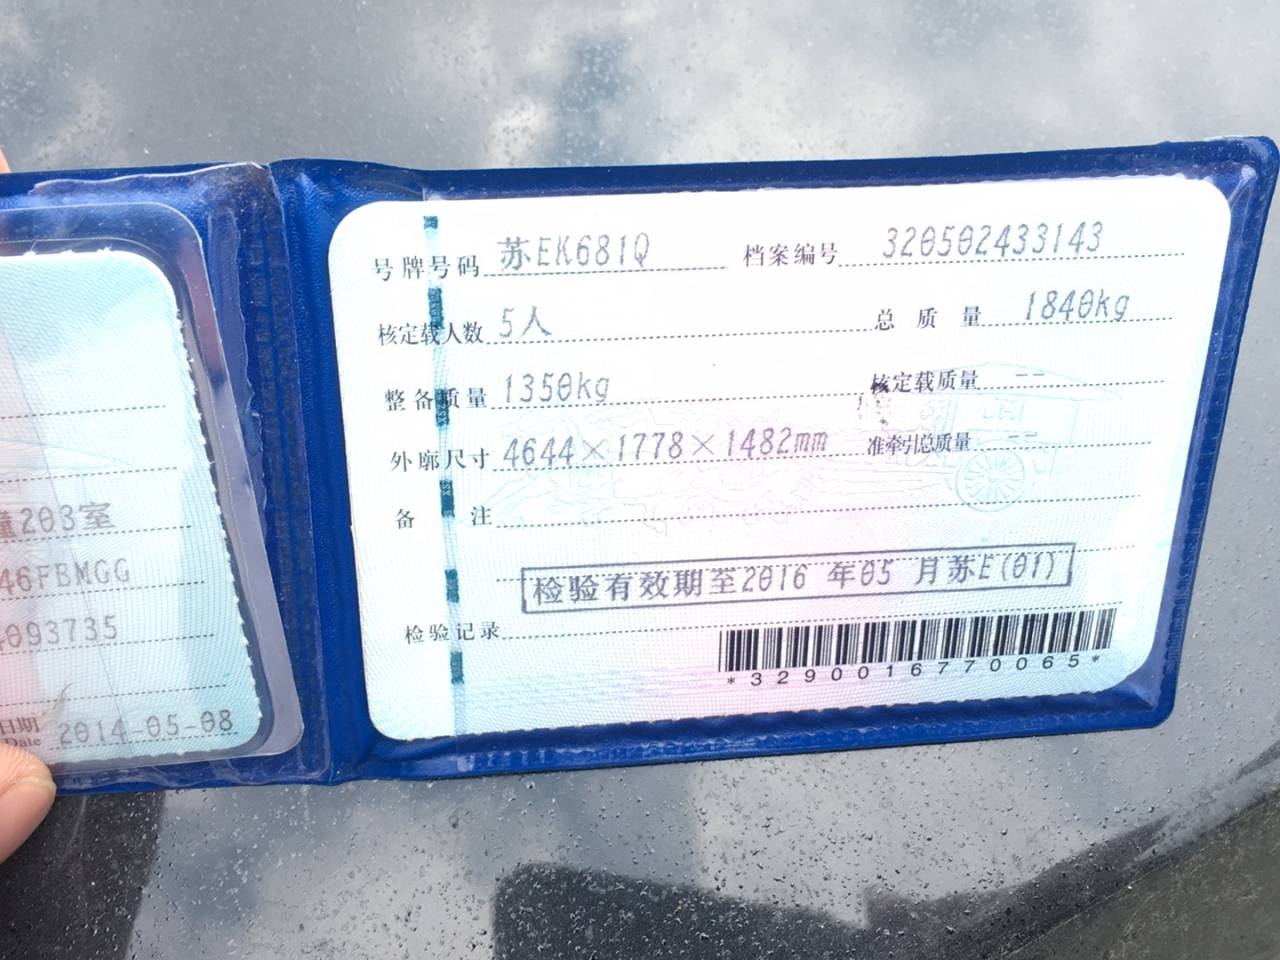 203室
46FBMGG
4093735
日期 2014-05-08
Date
号牌号码 苏EK681Q 档案编号 320502433143
核定载人数 5人 总质量 1840kg
整备质量 1350kg 核定载质量 --
外廓尺寸 4644×1778×1482mm 准牵引总质量 --
备注
检验有效期至2016 年05 月苏E(01)
检验记录
*3290016770065*